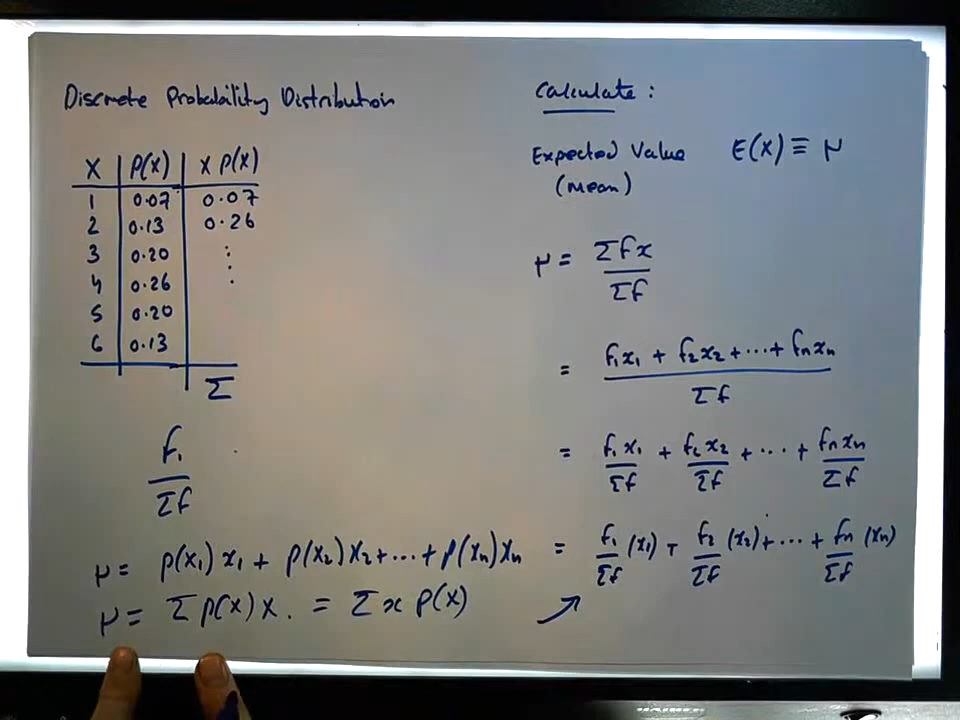 Discrete Probability Distribution
X P(X) X P(X)
1 0.07 0.07
2 0.13 0.26
3 0.20 ⋮
4 0.26
5 0.20
6 0.13
Σ
f₁
Σf
μ = P(x₁) x₁ + P(x₂) x₂ + ... + P(xₙ) xₙ
μ = Σ P(x) x . = Σ x P(x)
Calculate :
Expected Value E(X) ≡ μ
(Mean)
μ = Σfx
Σf
= f₁x₁ + f₂x₂ + ... + fₙxₙ
Σf
= f₁x₁ + f₂x₂ + ... + fₙxₙ
Σf Σf Σf
= f₁ (x₁) + f₂ (x₂) + ... + fₙ (xₙ)
Σf Σf Σf